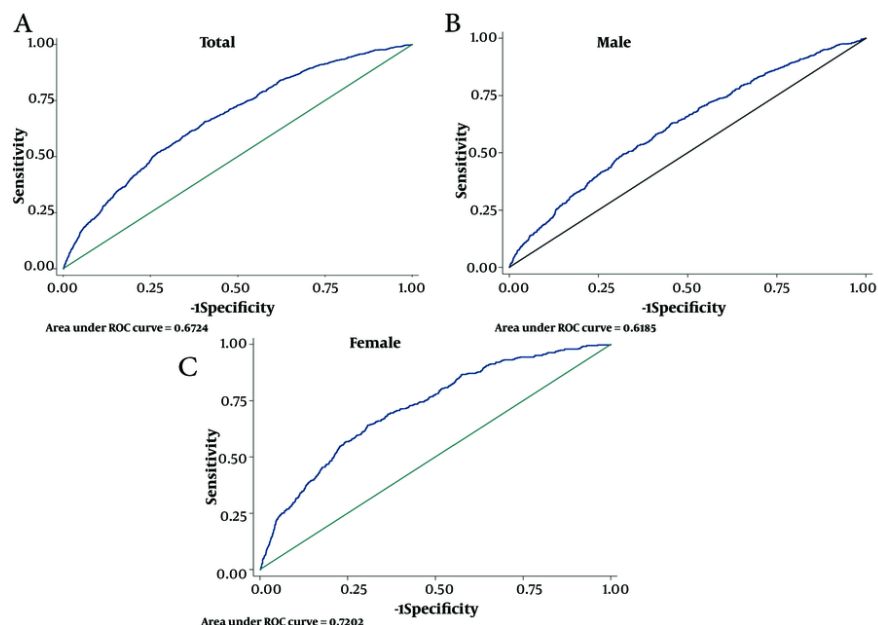 A
Total
1.00
0.75
0.50
0.25
0.00
Sensitivity
0.00 0.25 0.50 0.75 1.00
-1Specificity
Area under ROC curve = 0.6724
B
Male
1.00
0.75
0.50
0.25
0.00
Sensitivity
0.00 0.25 0.50 0.75 1.00
-1Specificity
Area under ROC curve = 0.6185
C
Female
1.00
0.75
0.50
0.25
0.00
Sensitivity
0.00 0.25 0.50 0.75 1.00
-1Specificity
Area under ROC curve = 0.7202